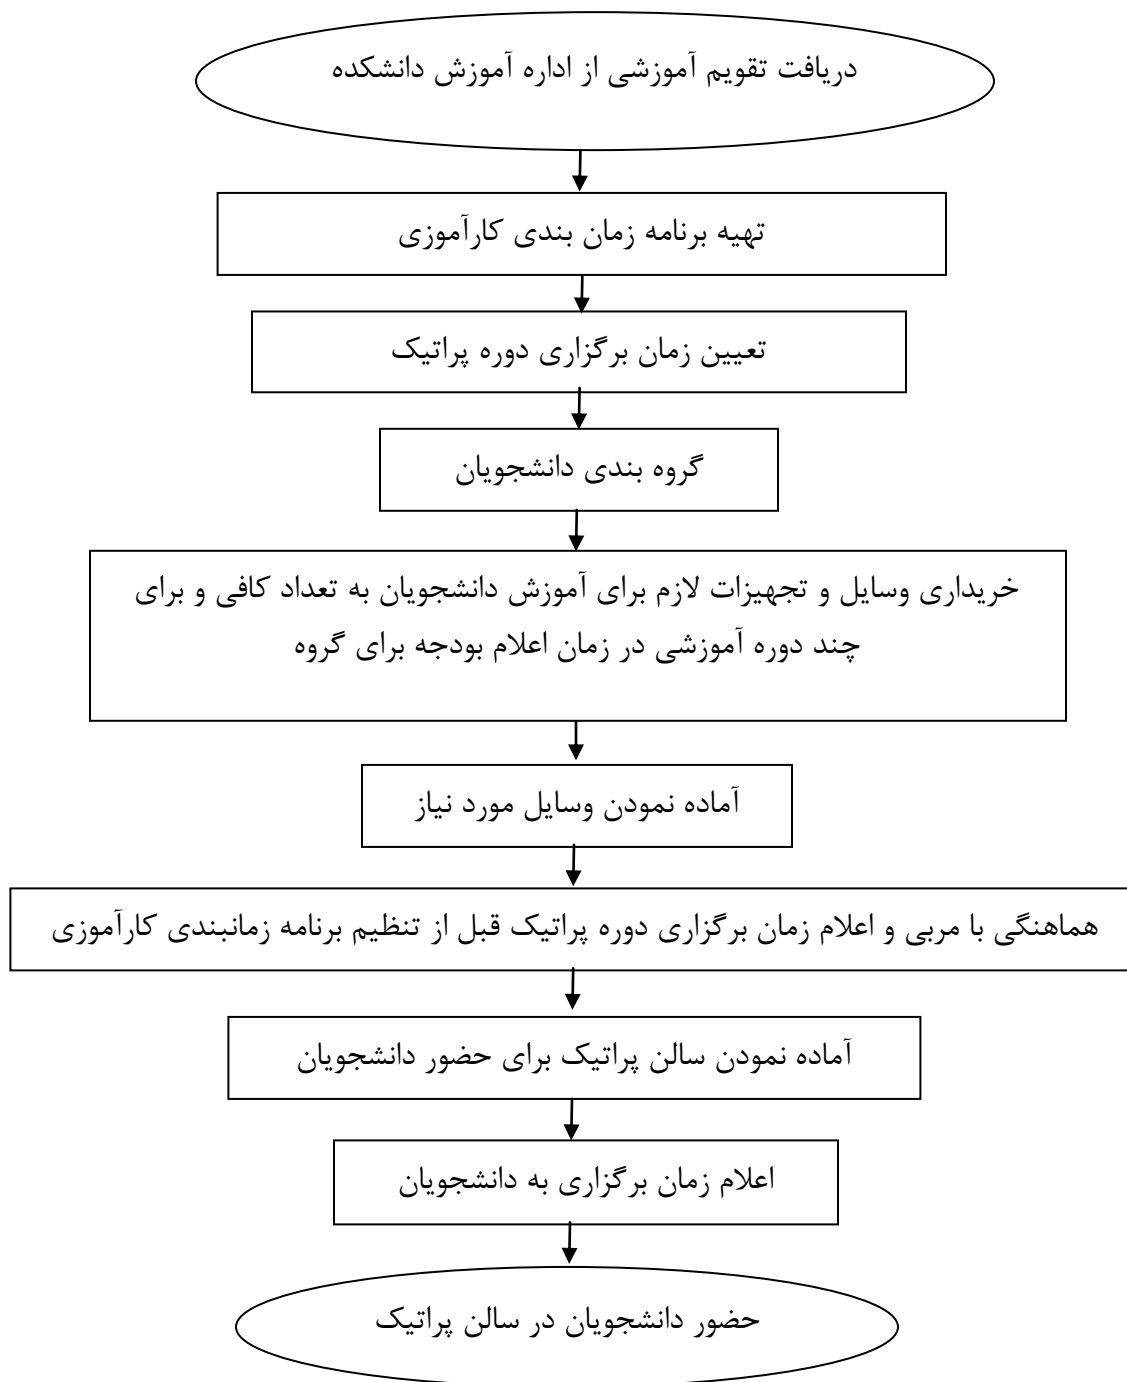 دریافت تقویم آموزشی از اداره آموزش دانشکده
تهیه برنامه زمان بندی کارآموزی
تعیین زمان برگزاری دوره پراتیک
گروه بندی دانشجویان
خریداری وسایل و تجهیزات لازم برای آموزش دانشجویان به تعداد کافی و برای
چند دوره آموزشی در زمان اعلام بودجه برای گروه
آماده نمودن وسایل مورد نیاز
هماهنگی با مربی و اعلام زمان برگزاری دوره پراتیک قبل از تنظیم برنامه زمانبندی کارآموزی
آماده نمودن سالن پراتیک برای حضور دانشجویان
اعلام زمان برگزاری به دانشجویان
حضور دانشجویان در سالن پراتیک